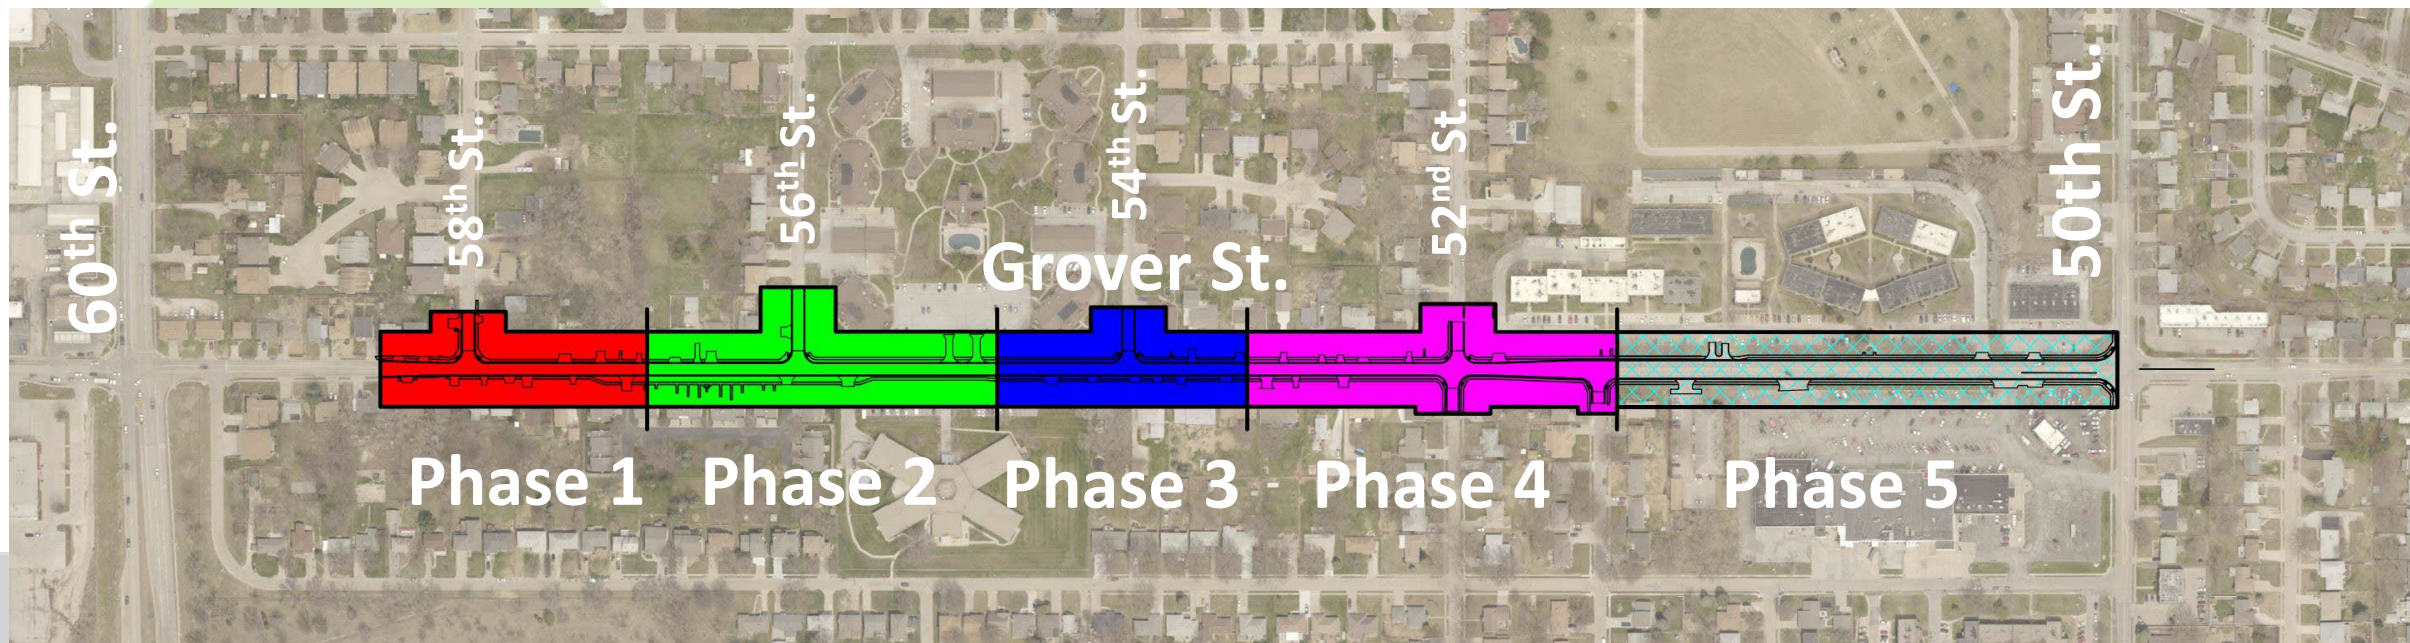 60th St.
58th St.
56th St.
54th St.
52nd St.
50th St.
Grover St.
Phase 1
Phase 2
Phase 3
Phase 4
Phase 5